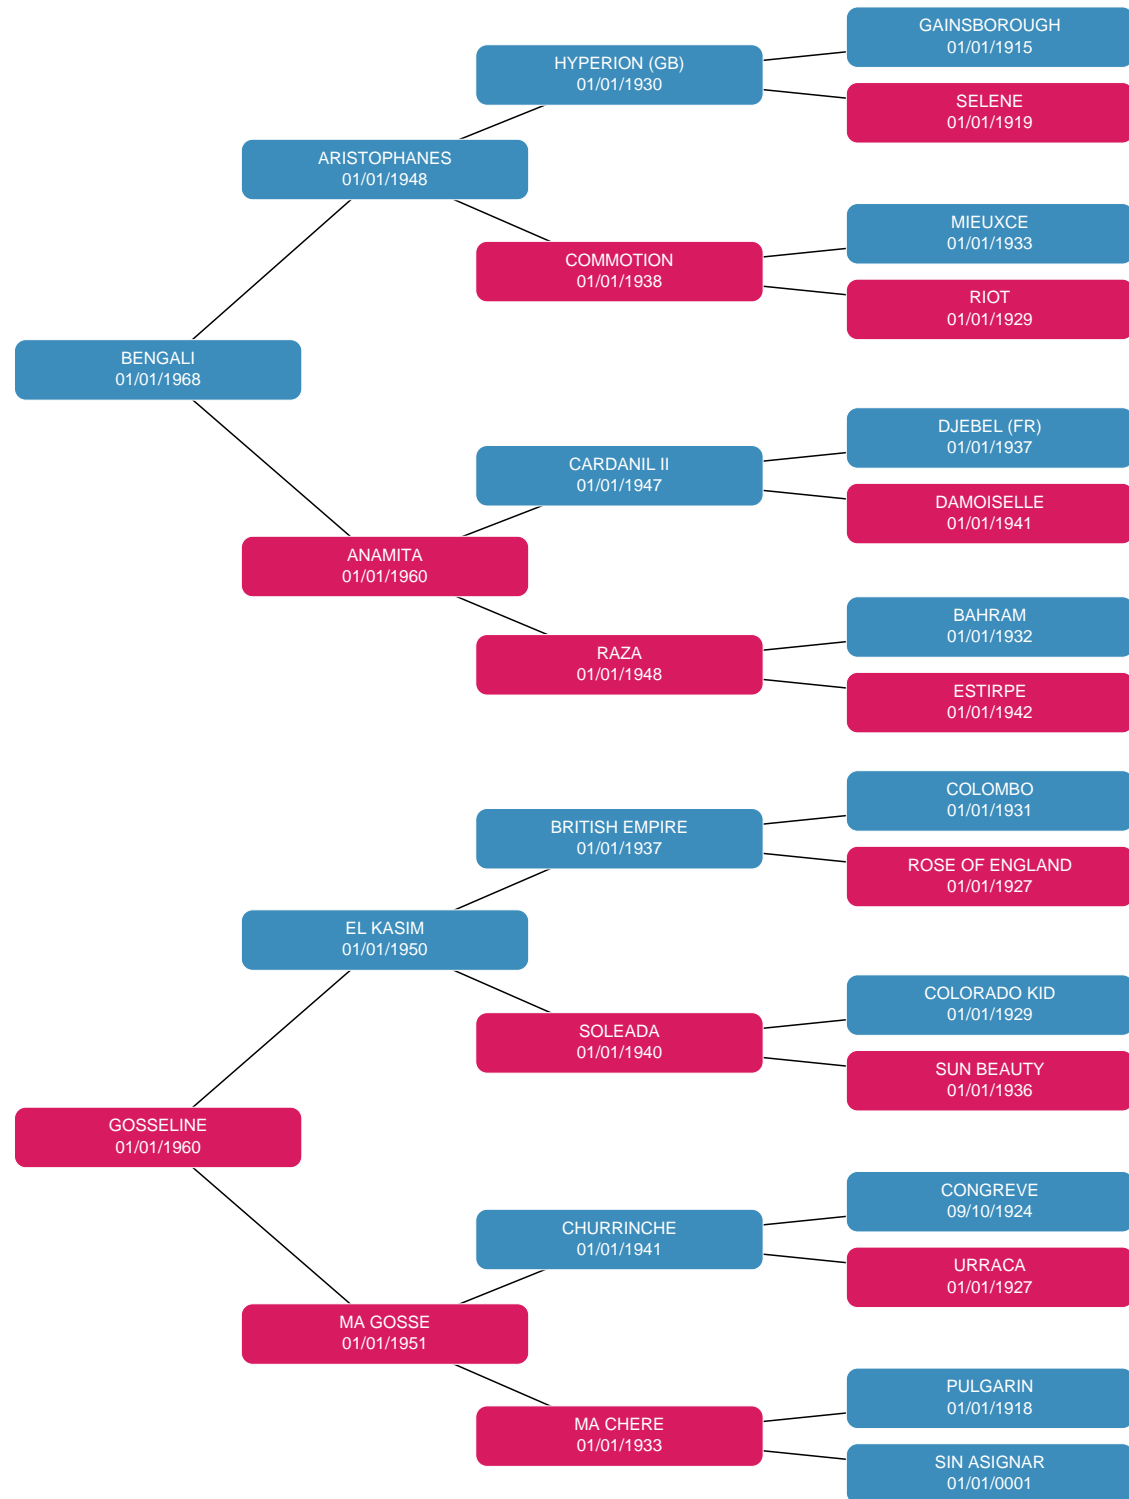 GAINSBOROUGH
01/01/1915
HYPERION (GB)
01/01/1930
SELENE
01/01/1919
ARISTOPHANES
01/01/1948
MIEUXCE
01/01/1933
COMMOTION
01/01/1938
RIOT
01/01/1929
BENGALI
01/01/1968
DJEBEL (FR)
01/01/1937
CARDANIL II
01/01/1947
DAMOISELLE
01/01/1941
ANAMITA
01/01/1960
BAHRAM
01/01/1932
RAZA
01/01/1948
ESTIRPE
01/01/1942
COLOMBO
01/01/1931
BRITISH EMPIRE
01/01/1937
ROSE OF ENGLAND
01/01/1927
EL KASIM
01/01/1950
COLORADO KID
01/01/1929
SOLEADA
01/01/1940
SUN BEAUTY
01/01/1936
GOSSELINE
01/01/1960
CONGREVE
09/10/1924
CHURRINCHE
01/01/1941
URRACA
01/01/1927
MA GOSSE
01/01/1951
PULGARIN
01/01/1918
MA CHERE
01/01/1933
SIN ASIGNAR
01/01/0001